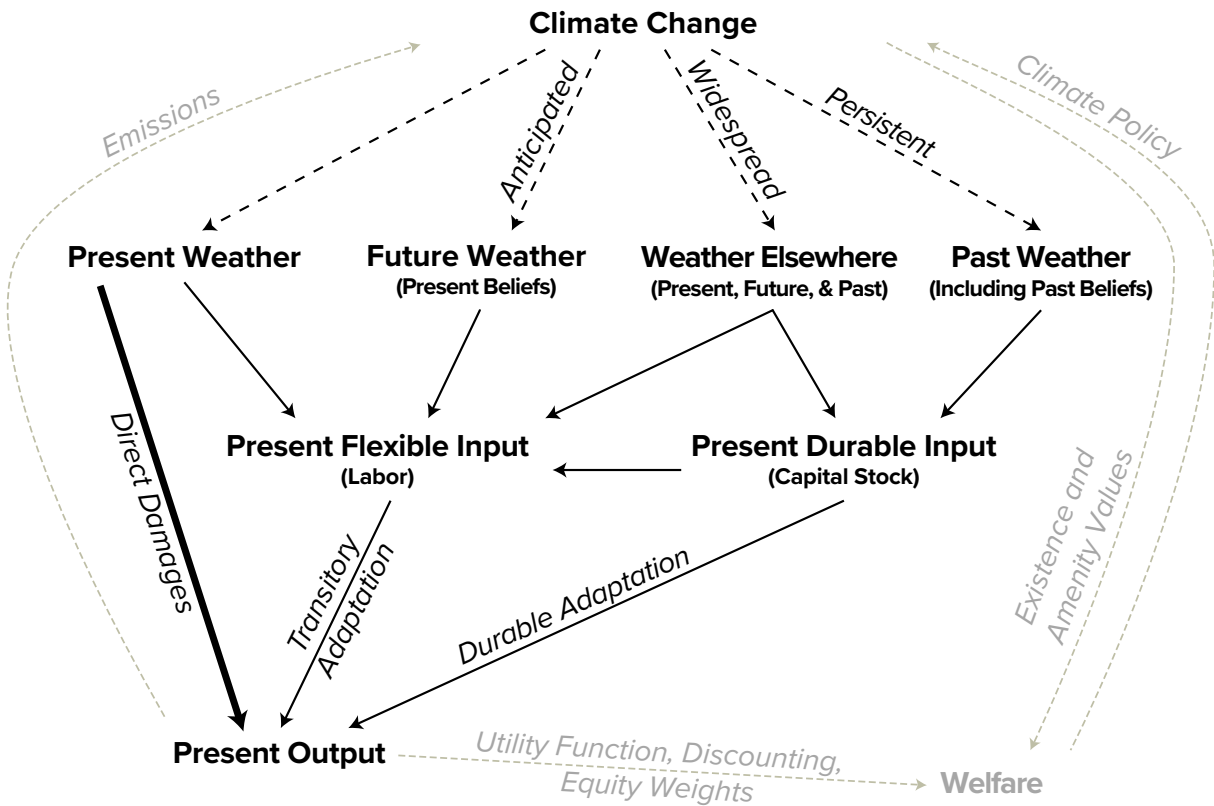 Climate Change
Emissions
Anticipated
Widespread
Persistent
Climate Policy
Present Weather
Future Weather
(Present Beliefs)
Weather Elsewhere
(Present, Future, & Past)
Past Weather
(Including Past Beliefs)
Direct Damages
Present Flexible Input
(Labor)
Present Durable Input
(Capital Stock)
Transitory
Adaptation
Durable Adaptation
Existence and
Amenity Values
Present Output
Utility Function, Discounting,
Equity Weights
Welfare